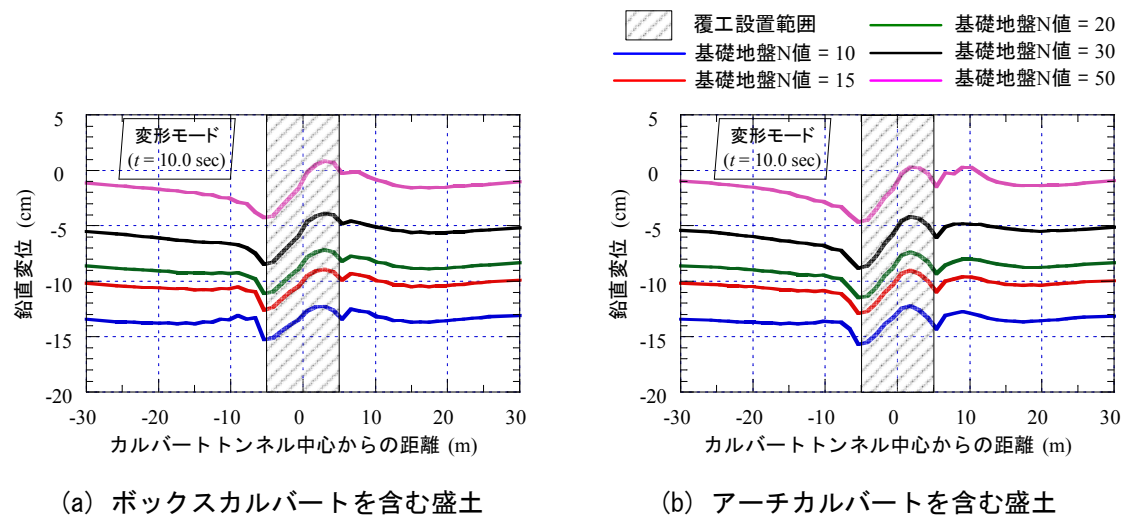 覆工設置範囲
基礎地盤N値 = 10
基礎地盤N値 = 15
基礎地盤N値 = 20
基礎地盤N値 = 30
基礎地盤N値 = 50
変形モード
(t = 10.0 sec)
鉛直変位 (cm)
5
0
-5
-10
-15
-20
-30 -20 -10 0 10 20 30
カルバートトンネル中心からの距離 (m)
(a) ボックスカルバートを含む盛土
変形モード
(t = 10.0 sec)
鉛直変位 (cm)
5
0
-5
-10
-15
-20
-30 -20 -10 0 10 20 30
カルバートトンネル中心からの距離 (m)
(b) アーチカルバートを含む盛土